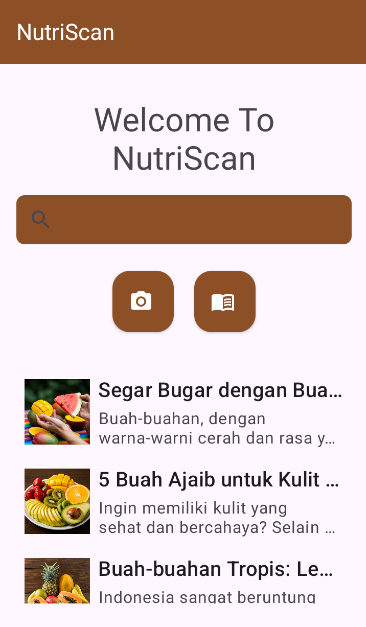 NutriScan
Welcome To
NutriScan
Segar Bugar dengan Bua...
Buah-buahan, dengan
warna-warni cerah dan rasa y...
5 Buah Ajaib untuk Kulit ...
Ingin memiliki kulit yang
sehat dan bercahaya? Selain ...
Buah-buahan Tropis: Le...
Indonesia sangat beruntung